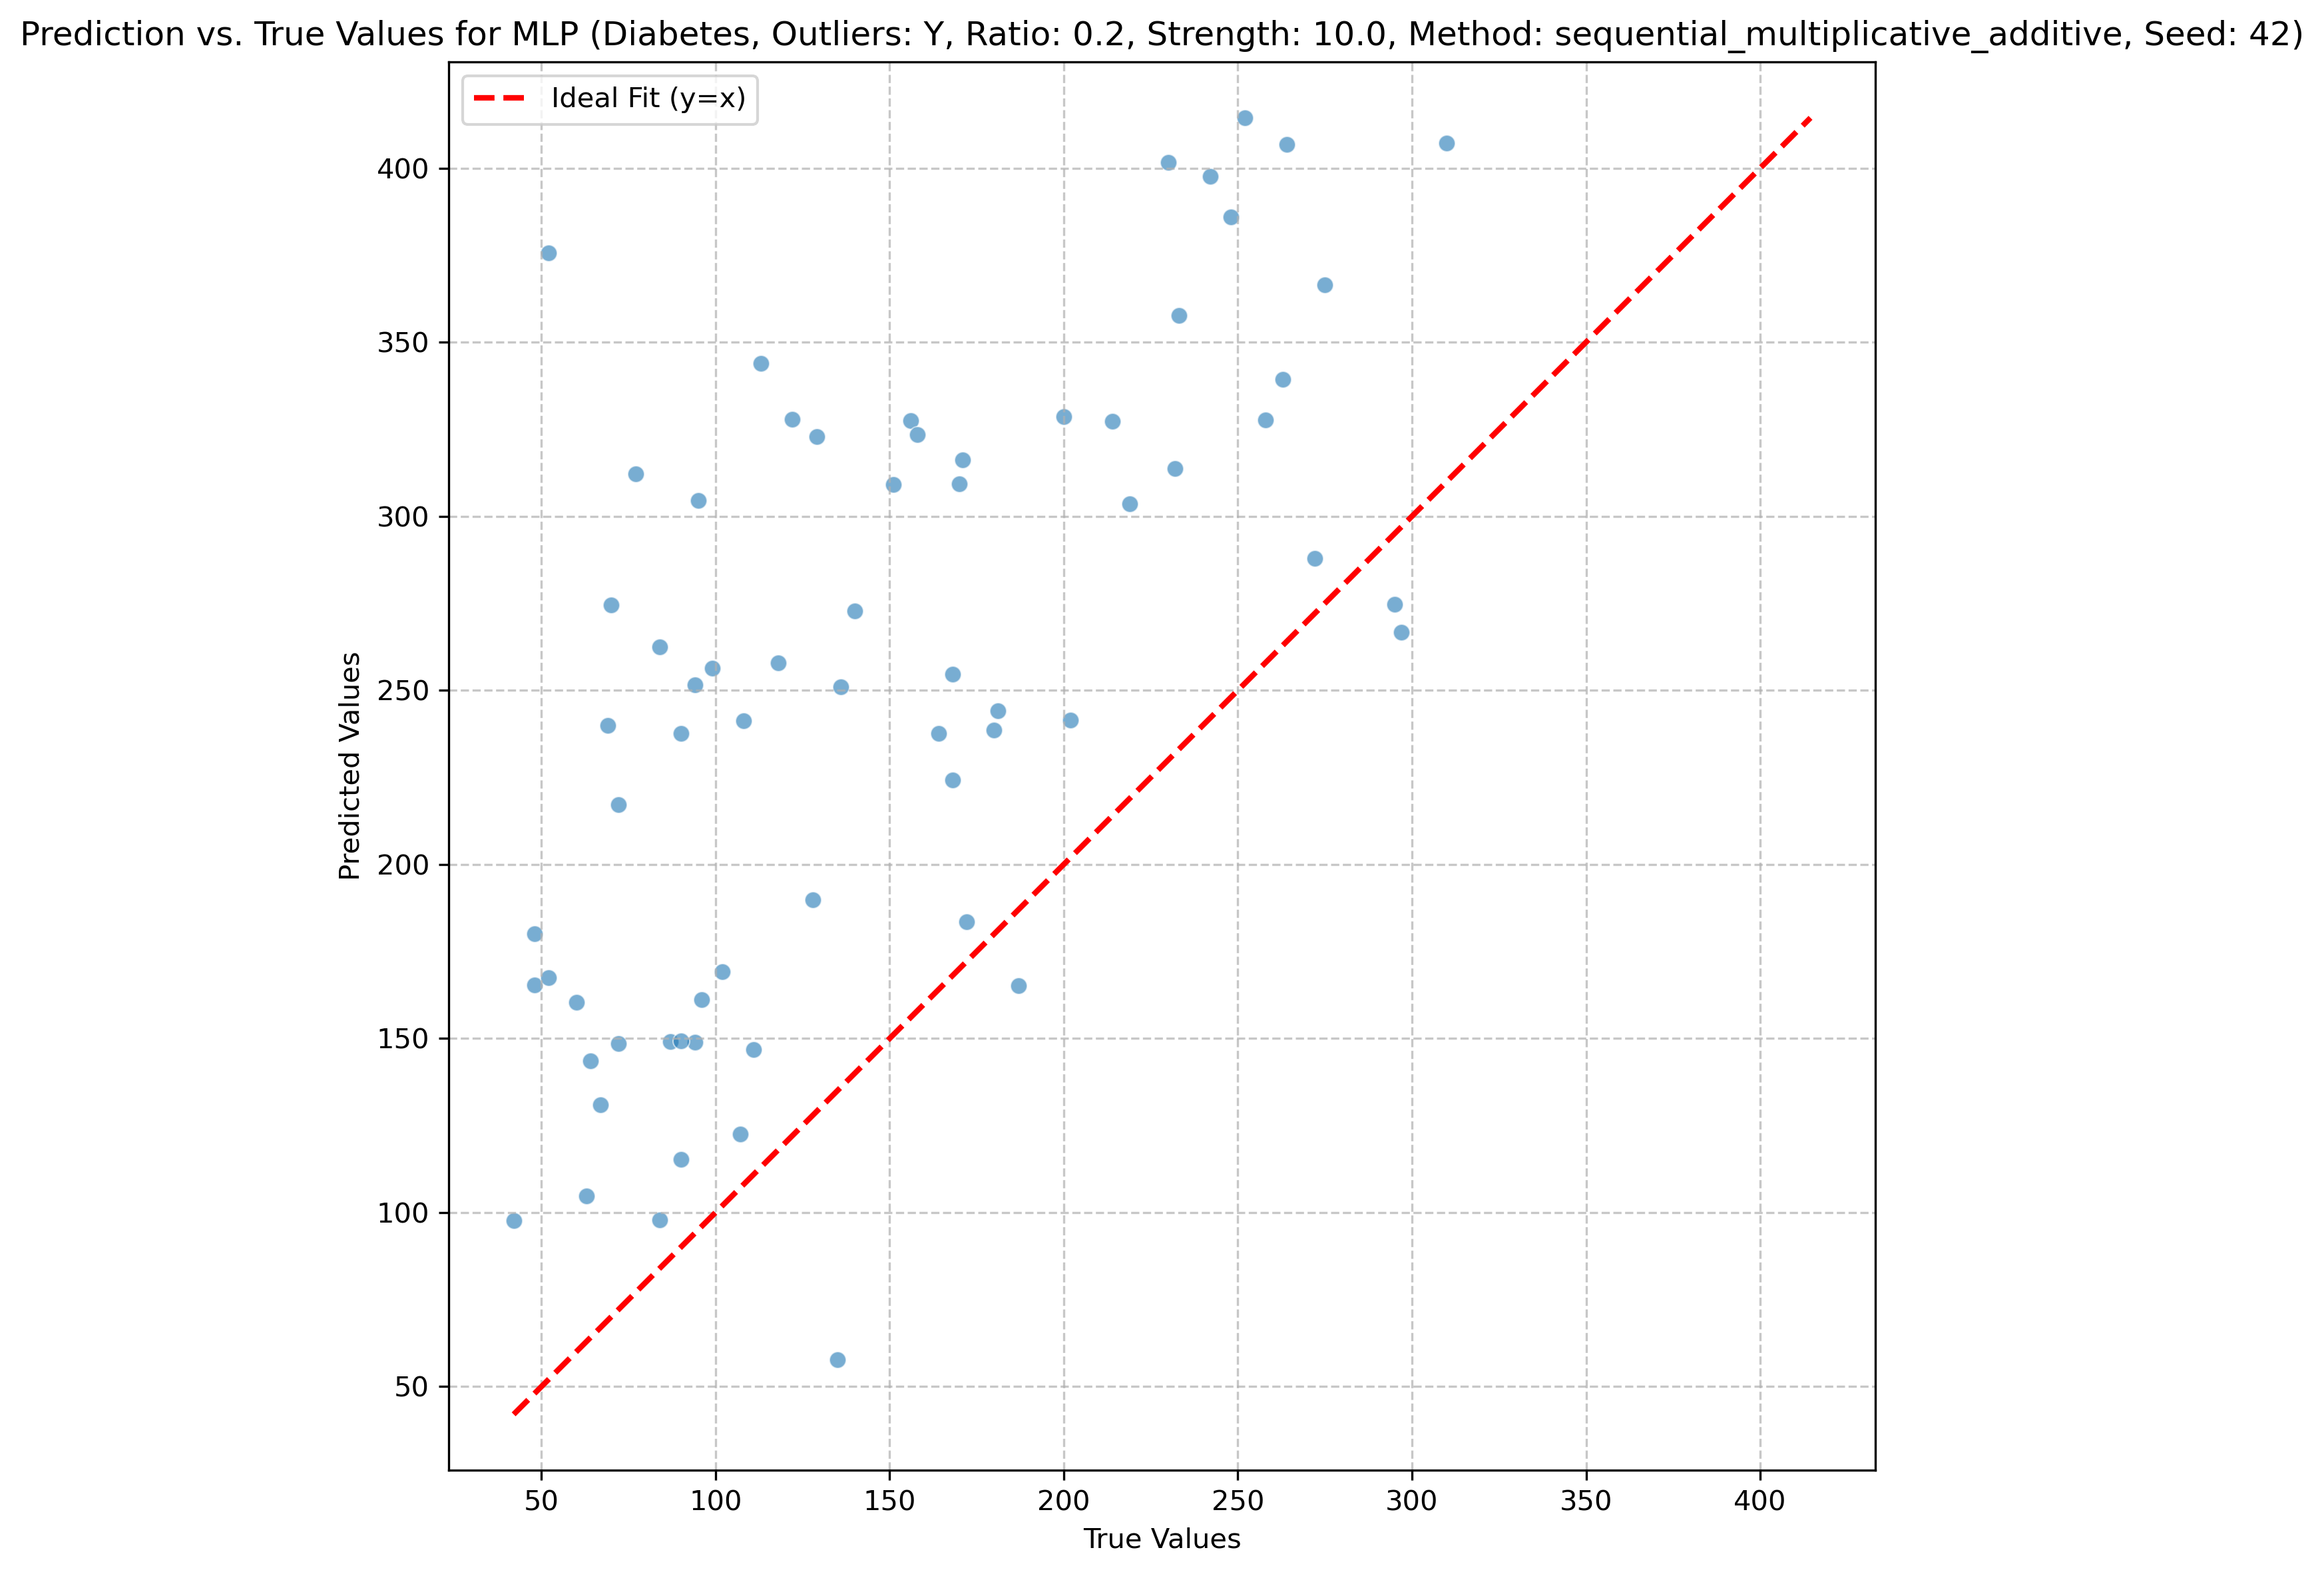 Prediction vs. True Values for MLP (Diabetes, Outliers: Y, Ratio: 0.2, Strength: 10.0, Method: sequential_multiplicative_additive, Seed: 42)
Ideal Fit (y=x)
Predicted Values
400
350
300
250
200
150
100
50
50 100 150 200 250 300 350 400
True Values